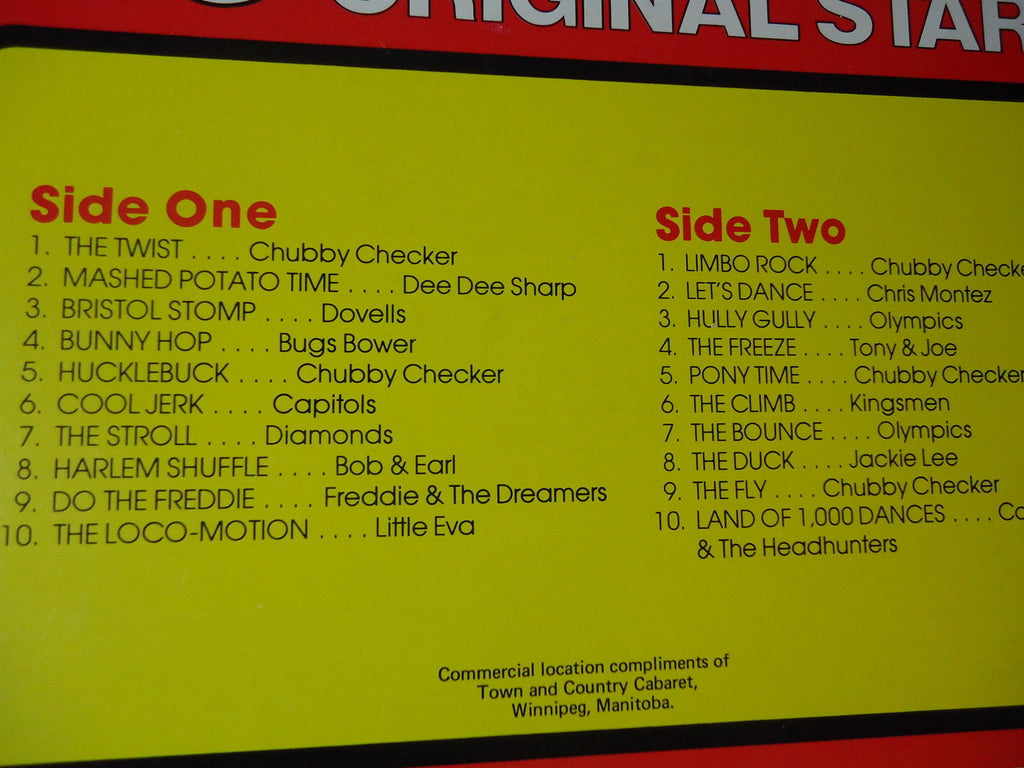 ORIGINAL STAR
Side One
1. THE TWIST .... Chubby Checker
2. MASHED POTATO TIME .... Dee Dee Sharp
3. BRISTOL STOMP .... Dovells
4. BUNNY HOP .... Bugs Bower
5. HUCKLEBUCK .... Chubby Checker
6. COOL JERK .... Capitols
7. THE STROLL .... Diamonds
8. HARLEM SHUFFLE .... Bob & Earl
9. DO THE FREDDIE .... Freddie & The Dreamers
10. THE LOCO-MOTION .... Little Eva
Side Two
1. LIMBO ROCK .... Chubby Checke
2. LET'S DANCE .... Chris Montez
3. HULLY GULLY .... Olympics
4. THE FREEZE .... Tony & Joe
5. PONY TIME .... Chubby Checker
6. THE CLIMB .... Kingsmen
7. THE BOUNCE .... Olympics
8. THE DUCK .... Jackie Lee
9. THE FLY .... Chubby Checker
10. LAND OF 1,000 DANCES ....
& The Headhunters
Commercial location compliments of
Town and Country Cabaret,
Winnipeg, Manitoba.